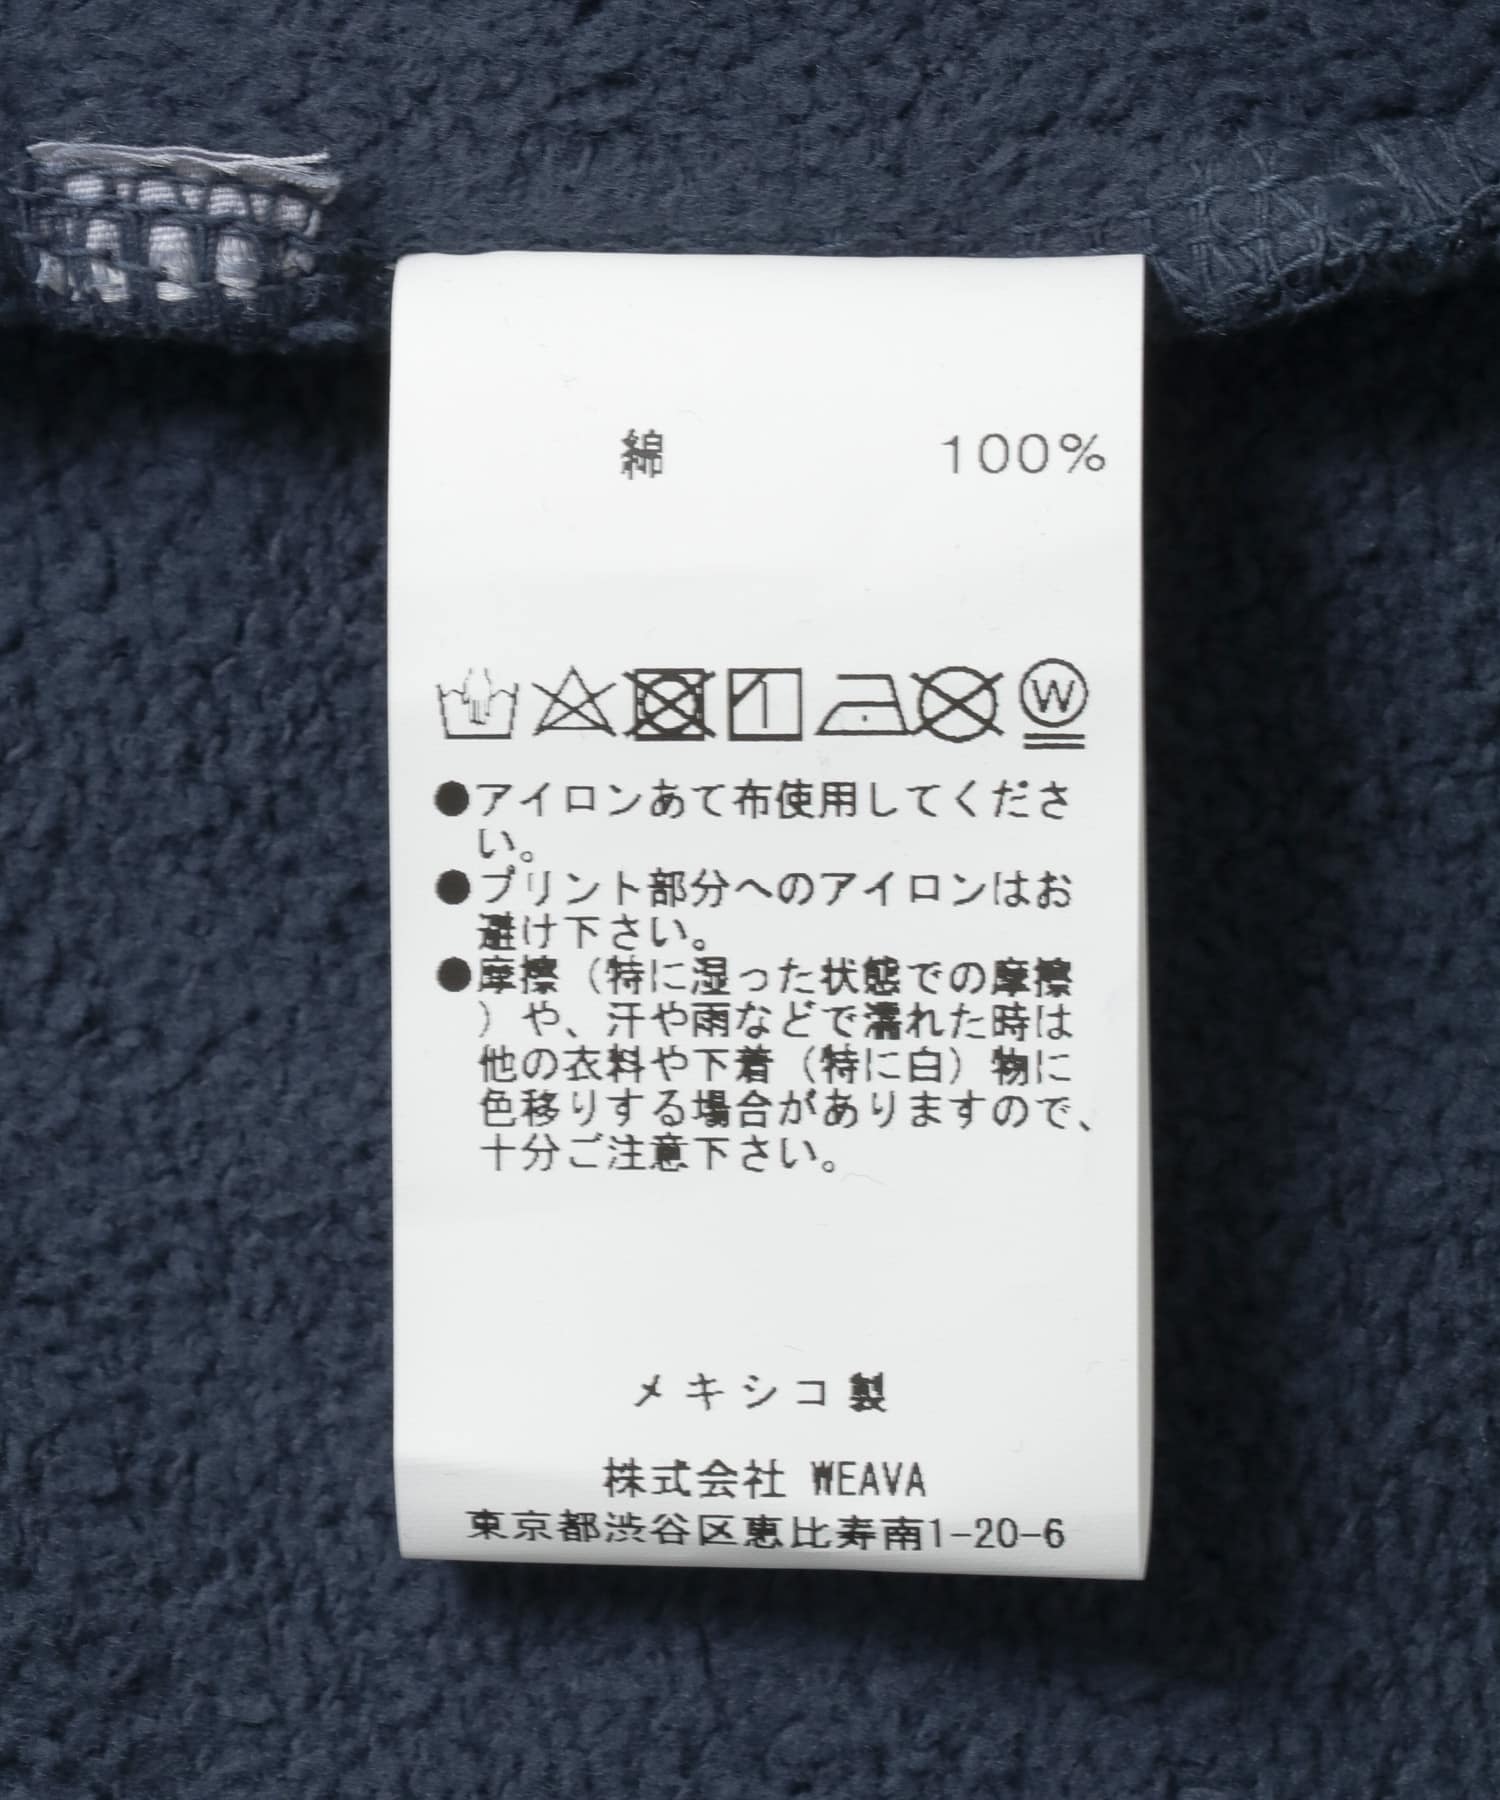 綿 100%
W
●アイロンあて布使用してくださ
い。
●プリント部分へのアイロンはお
避け下さい。
●摩擦（特に湿った状態での摩擦
）や、汗や雨などで濡れた時は
他の衣料や下着（特に白）物に
色移りする場合がありますので、
十分ご注意下さい。
メキシコ製
株式会社 WEAVA
東京都渋谷区恵比寿南1-20-6